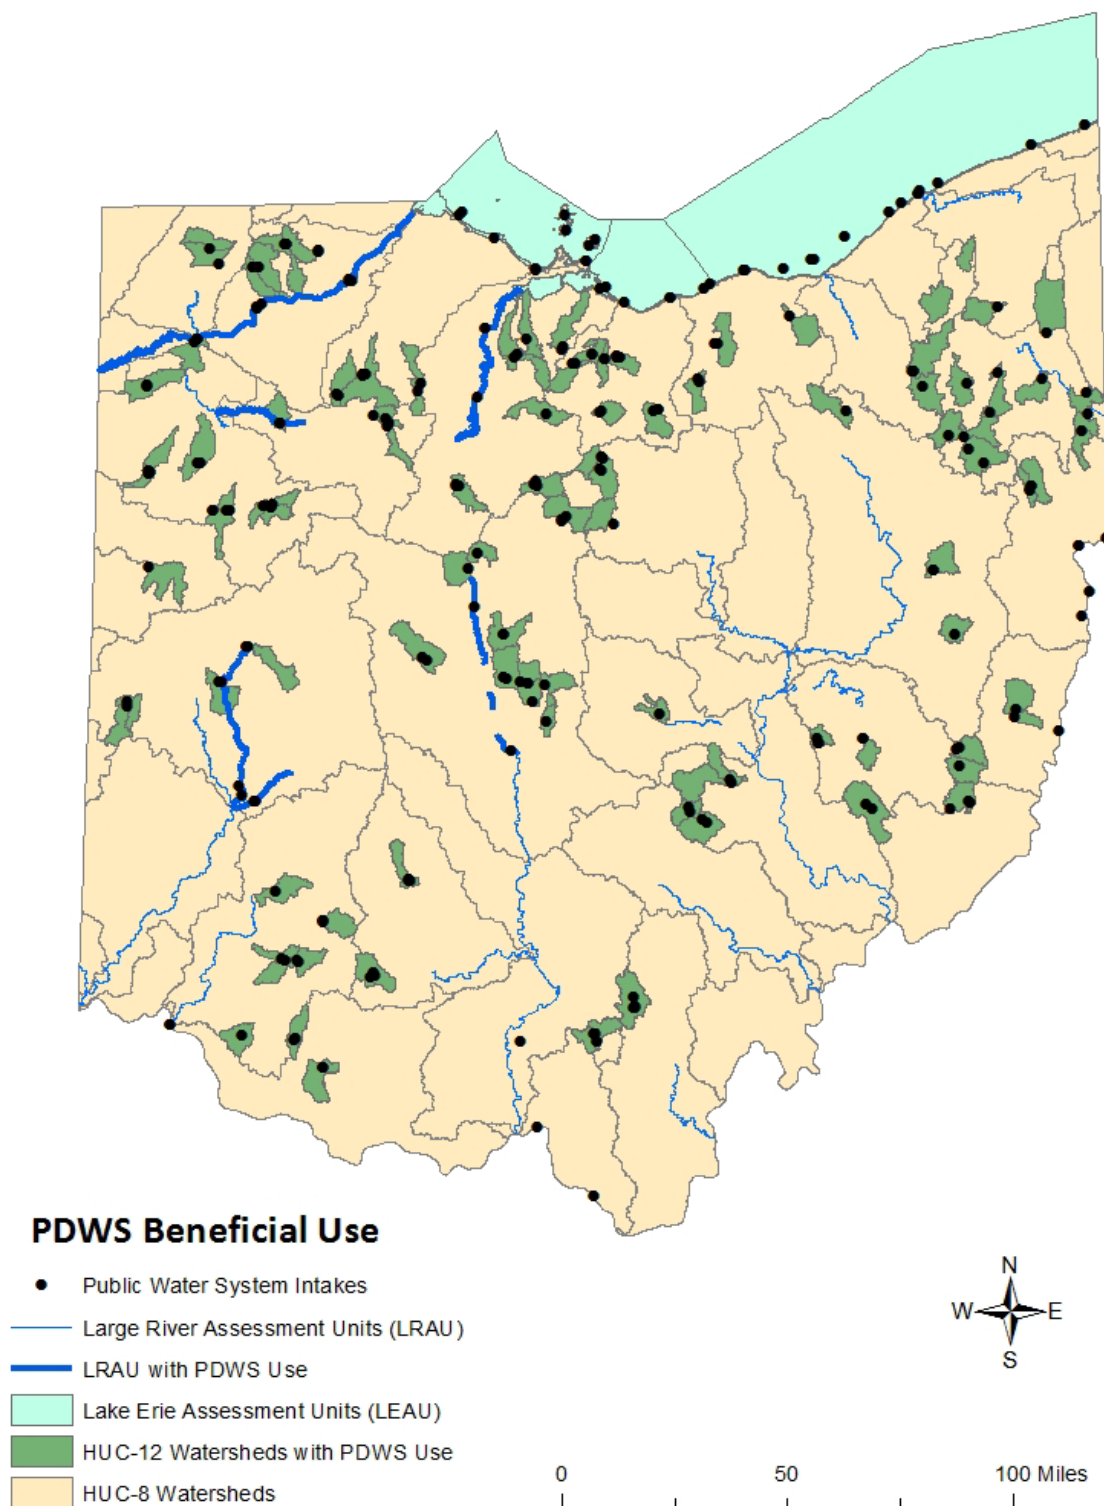 PDWS Beneficial Use
Public Water System Intakes
Large River Assessment Units (LRAU)
LRAU with PDWS Use
Lake Erie Assessment Units (LEAU)
HUC-12 Watersheds with PDWS Use
HUC-8 Watersheds
N
W E
S
0 50 100 Miles